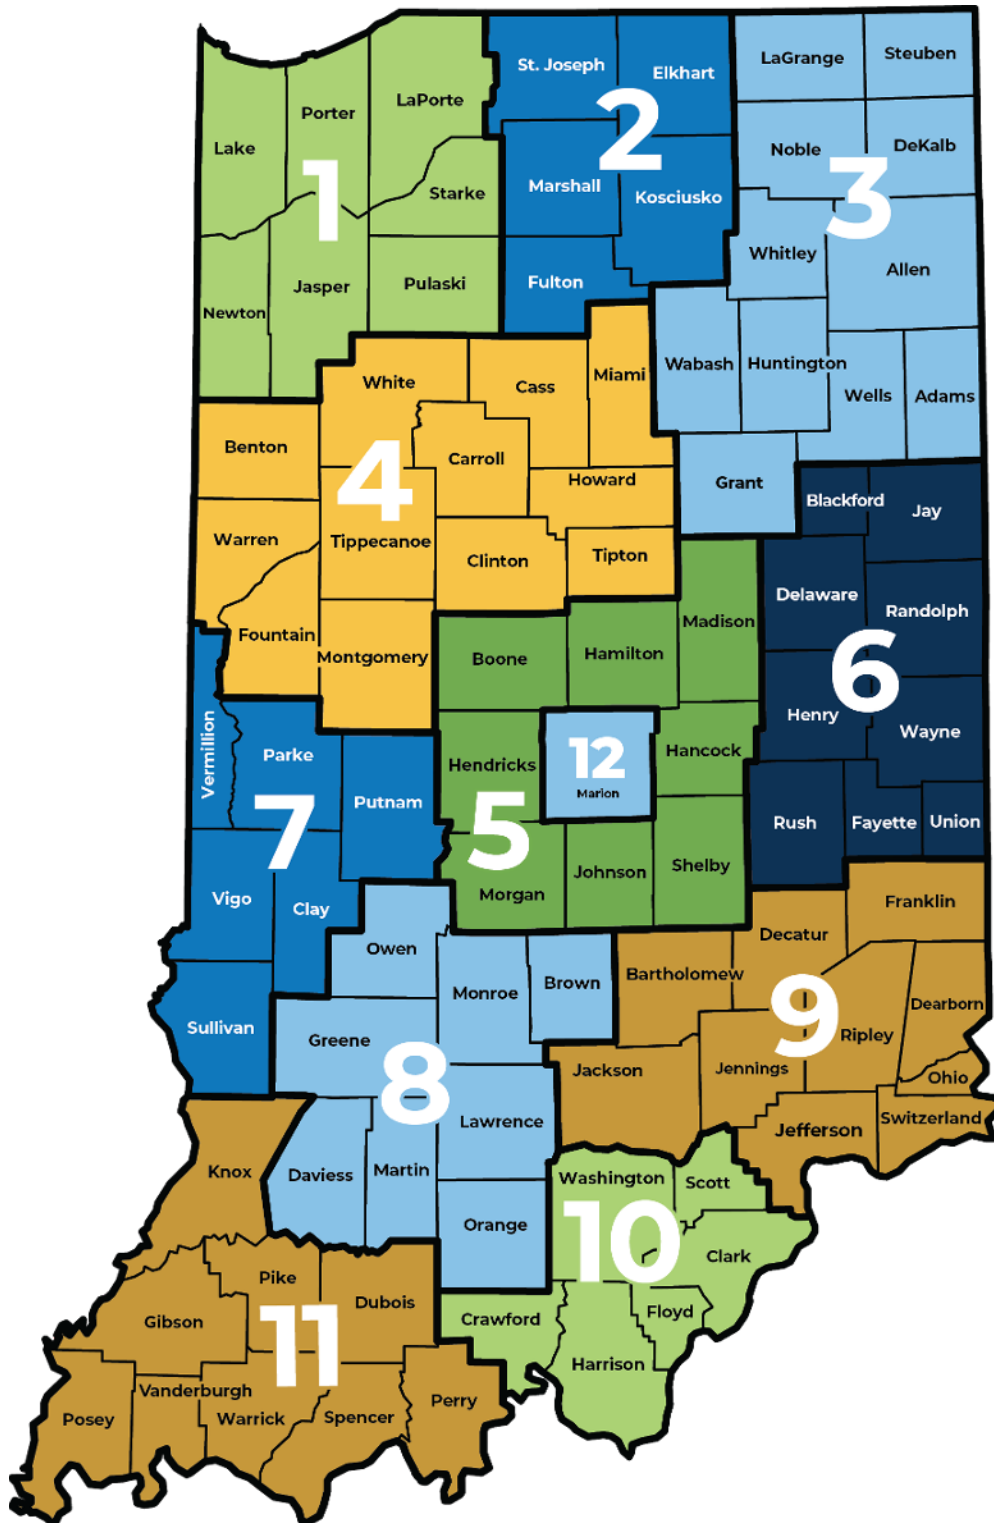 St. Joseph
Elkhart
LaGrange
Steuben
LaPorte
Porter
Lake
2
Noble
DeKalb
1
Starke
Marshall
Kosciusko
3
Whitley
Allen
Newton
Jasper
Pulaski
Fulton
White
Cass
Miami
Wabash
Huntington
Wells
Adams
Benton
4
Carroll
Howard
Grant
Blackford
Jay
Warren
Tippecanoe
Clinton
Tipton
Delaware
Randolph
Fountain
Montgomery
Boone
Hamilton
Madison
6
Henry
Wayne
Vermillion
Parke
Hendricks
12
Marion
Hancock
7
Putnam
5
Rush
Fayette
Union
Vigo
Clay
Morgan
Johnson
Shelby
Franklin
Owen
Decatur
Monroe
Brown
Bartholomew
9
Dearborn
Sullivan
Greene
Ripley
8
Jackson
Jennings
Ohio
Lawrence
Jefferson
Switzerland
Knox
Daviess
Martin
Washington
Scott
Orange
10
Clark
Pike
Dubois
Gibson
11
Crawford
Floyd
Harrison
Vanderburgh
Posey
Warrick
Spencer
Perry